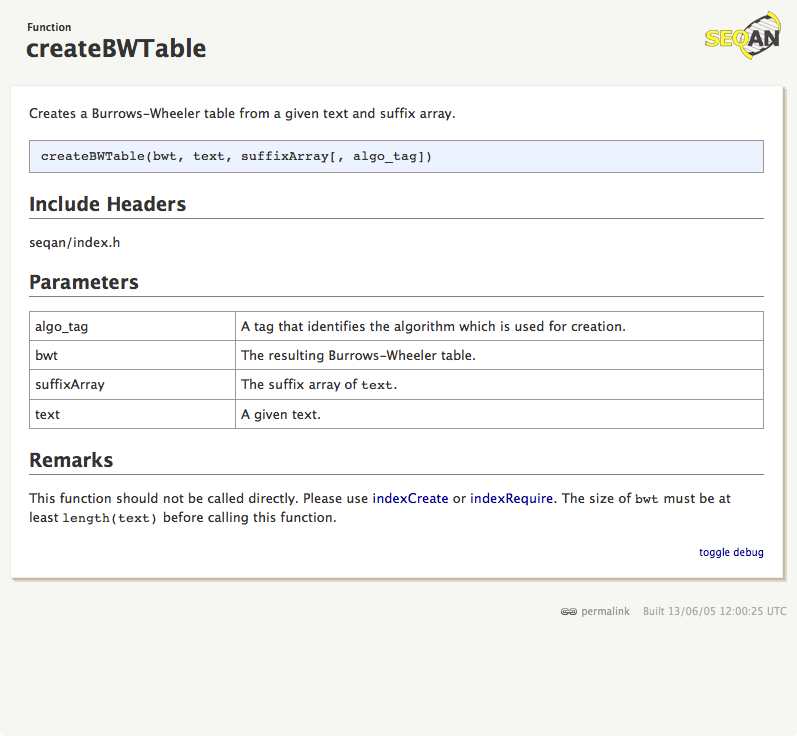 Function
createBWTable
SEQAN
Creates a Burrows-Wheeler table from a given text and suffix array.
createBWTable(bwt, text, suffixArray[, algo_tag])
Include Headers
seqan/index.h
Parameters
algo_tag A tag that identifies the algorithm which is used for creation.
bwt The resulting Burrows-Wheeler table.
suffixArray The suffix array of text.
text A given text.
Remarks
This function should not be called directly. Please use indexCreate or indexRequire. The size of bwt must be at
least length(text) before calling this function.
toggle debug
permalink Built 13/06/05 12:00:25 UTC